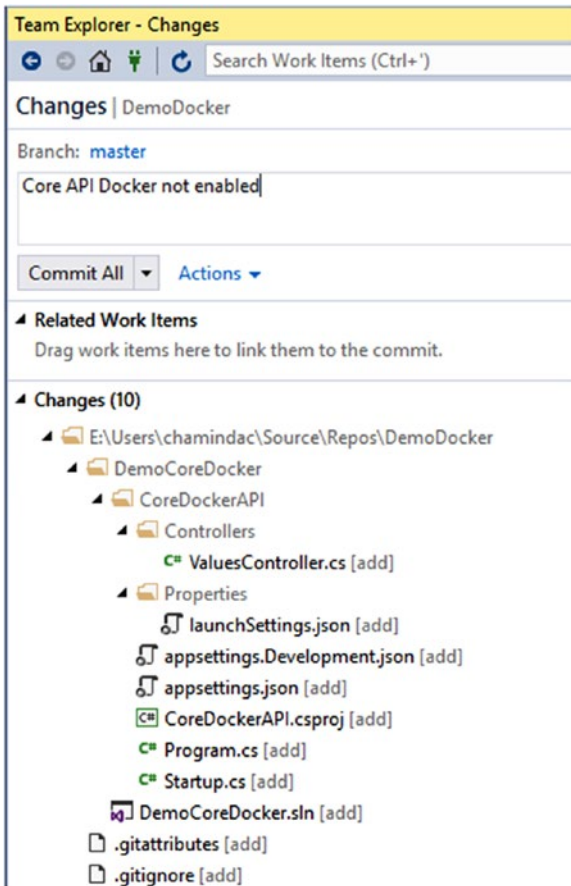 Team Explorer - Changes
Search Work Items (Ctrl+')
Changes | DemoDocker
Branch: master
Core API Docker not enabled
Commit All Actions
Related Work Items
Drag work items here to link them to the commit.
Changes (10)
E:\Users\chamindac\Source\Repos\DemoDocker
DemoCoreDocker
CoreDockerAPI
Controllers
C# ValuesController.cs [add]
Properties
launchSettings.json [add]
appsettings.Development.json [add]
appsettings.json [add]
C# CoreDockerAPI.csproj [add]
C# Program.cs [add]
C# Startup.cs [add]
DemoCoreDocker.sln [add]
.gitattributes [add]
.gitignore [add]